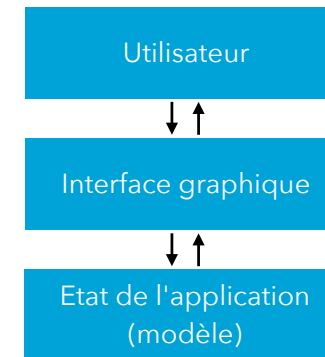 Utilisateur
Interface graphique
Etat de l'application
(modèle)